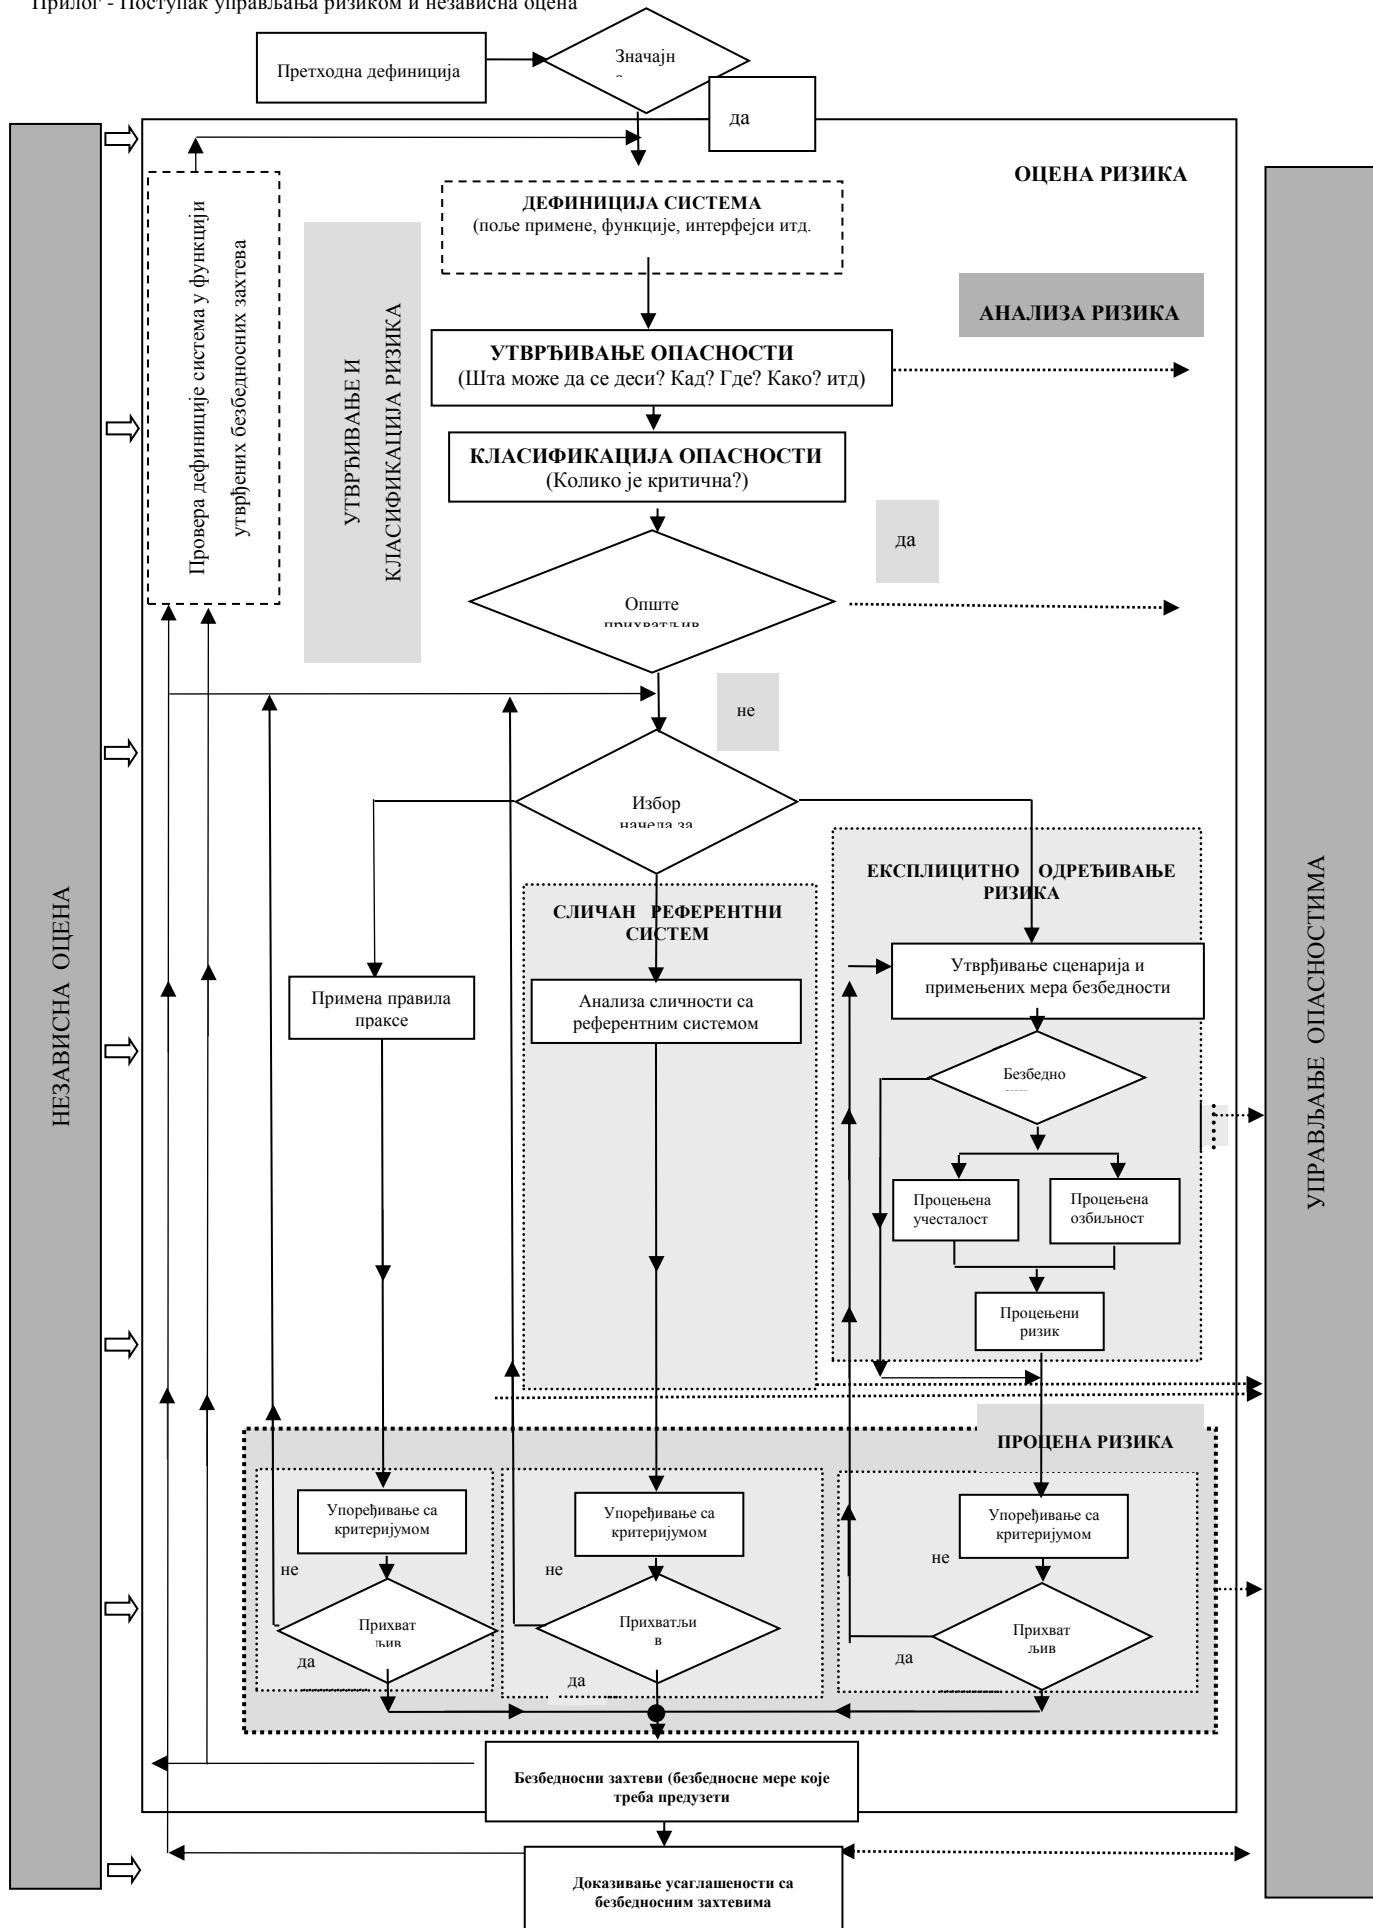 Прилог - Поступак управљања ризиком и независна оцена
Претходна дефиниција
Значајн
да
ОЦЕНА РИЗИКА
ДЕФИНИЦИЈА СИСТЕМА
(поље примене, функције, интерфејси итд.
Провера дефиниције система у функцији
утврђених безбедносних захтева
УТВРЂИВАЊЕ И
КЛАСИФИКАЦИЈА РИЗИКА
АНАЛИЗА РИЗИКА
УТВРЂИВАЊЕ ОПАСНОСТИ
(Шта може да се деси? Кад? Где? Како? итд)
КЛАСИФИКАЦИЈА ОПАСНОСТИ
(Колико је критична?)
да
Опште
прихватљив
не
Избор
начела за
НЕЗАВИСНА ОЦЕНА
УПРАВЉАЊЕ ОПАСНОСТИМА
ЕКСПЛИЦИТНО ОДРЕЂИВАЊЕ
РИЗИКА
СЛИЧАН РЕФЕРЕНТНИ
СИСТЕМ
Примена правила
праксе
Анализа сличности са
референтним системом
Утврђивање сценарија и
примењених мера безбедности
Безбедно
Процењена
учесталост
Процењена
озбиљност
Процењени
ризик
ПРОЦЕНА РИЗИКА
Упоређивање са
критеријумом
Упоређивање са
критеријумом
Упоређивање са
критеријумом
не
не
не
Прихват
љив
Прихватљи
в
Прихват
љив
да
да
да
Безбедносни захтеви (безбедносне мере које
треба предузети
Доказивање усаглашености са
безбедносним захтевима